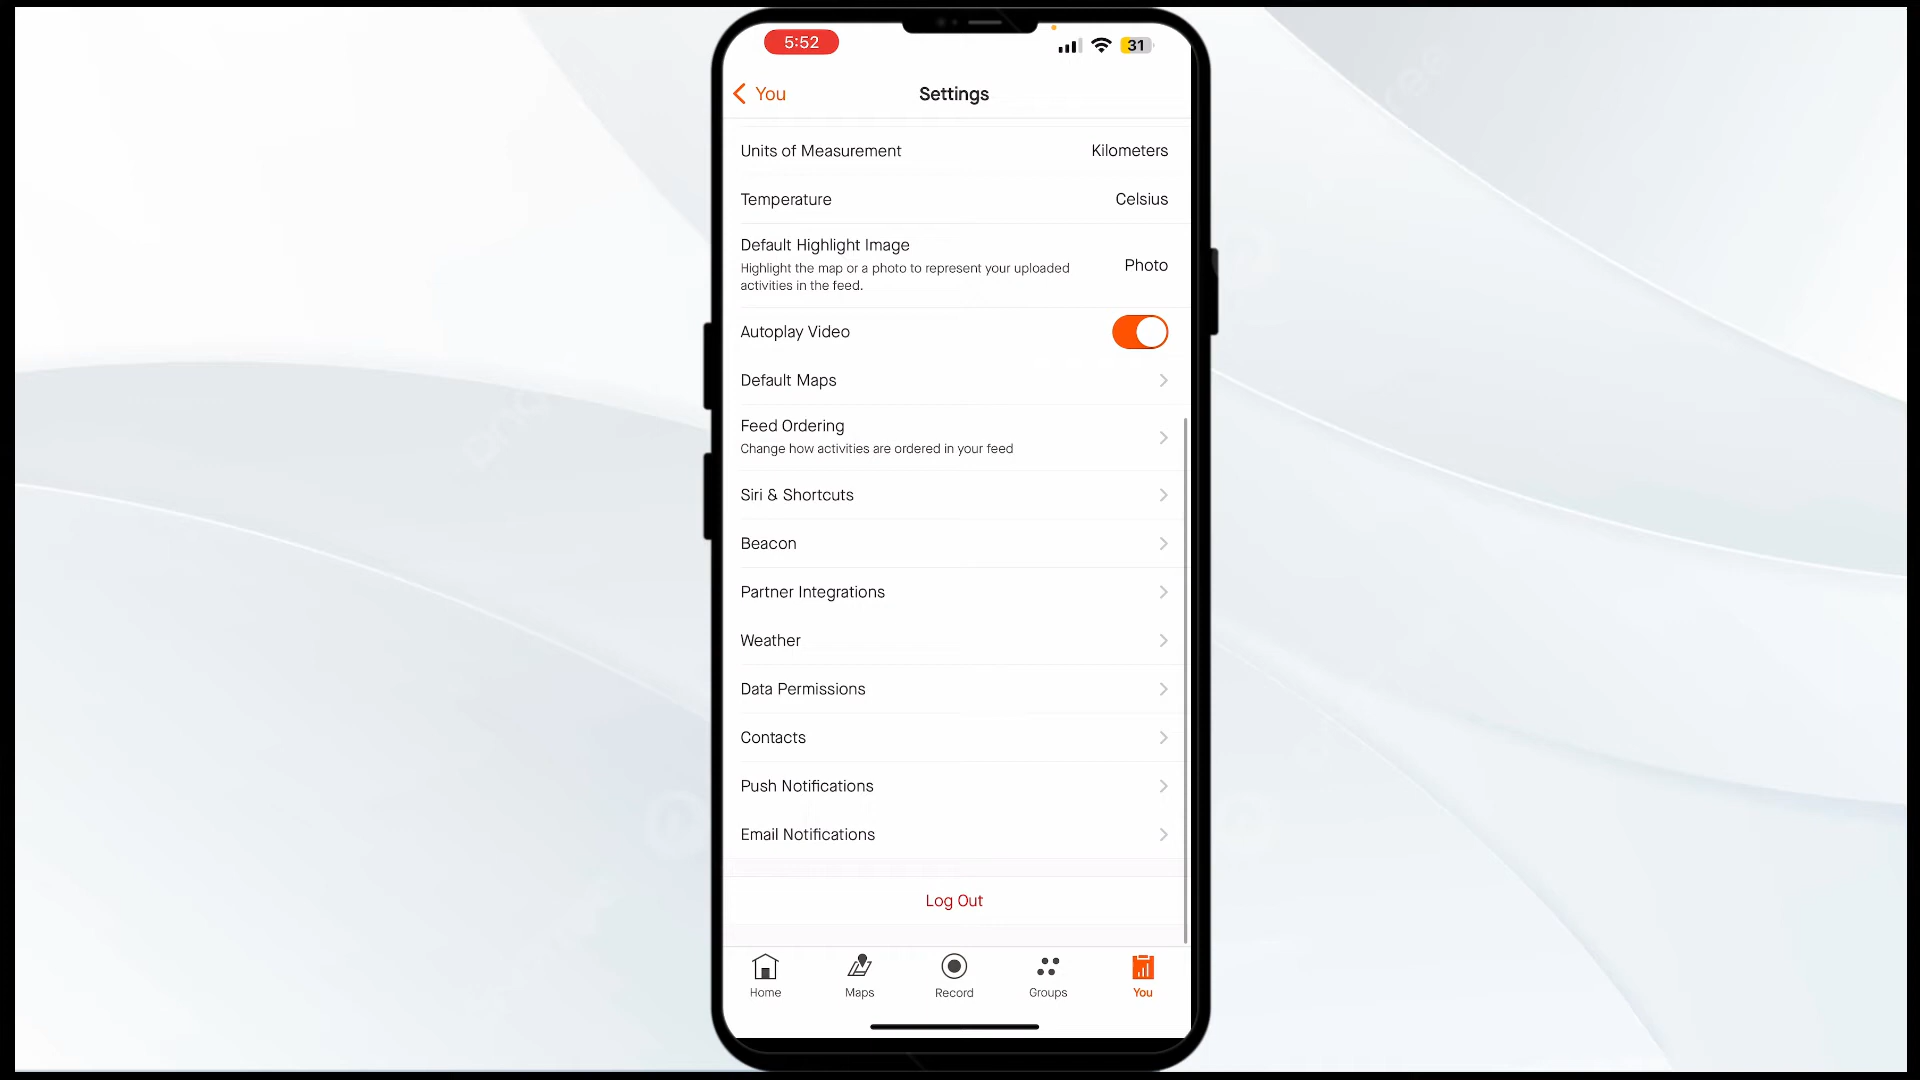 5:52
31
You
Settings
Units of Measurement
Kilometers
Temperature
Celsius
Default Highlight Image
Highlight the map or a photo to represent your uploaded
activities in the feed.
Photo
Autoplay Video
Default Maps
Feed Ordering
Change how activities are ordered in your feed
Siri & Shortcuts
Beacon
Partner Integrations
Weather
Data Permissions
Contacts
Push Notifications
Email Notifications
Log Out
Home
Maps
Record
Groups
You